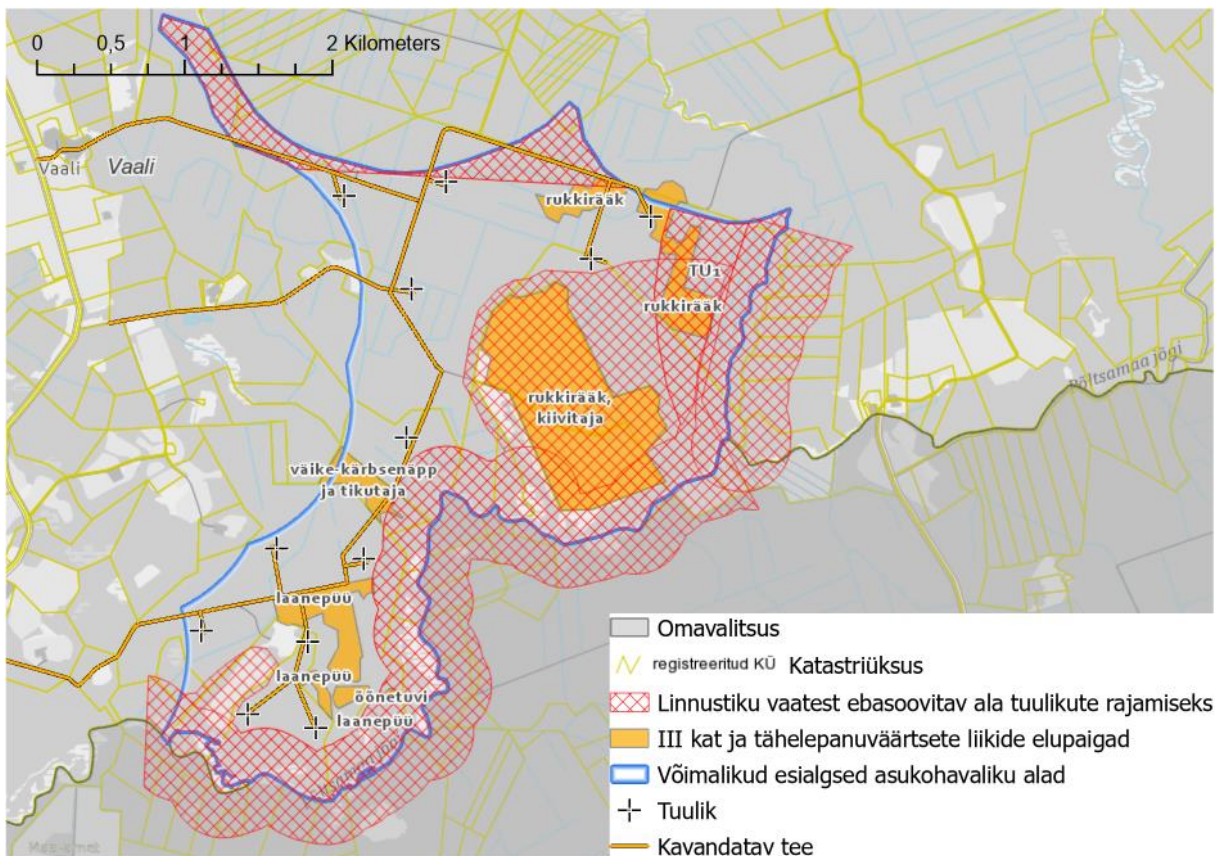 0 0,5 1 2 Kilometers
Vaali Vaali
rukkirääk
TU1
rukkirääk
Põltsamaa jõgi
rukkirääk,
kiivitaja
väike-kärbsenäpp
ja tikutaja
laanepüü
laanepüü
õõnetuvi
laanepüü
Omavalitsus
registreeritud KÜ Katastriüksus
Linnustiku vaatest ebasoovitav ala tuulikute rajamiseks
III kat ja tähelepanuväärtsete liikide elupaigad
Võimalikud esialgsed asukohavaliku alad
Tuulik
Kavandatav tee